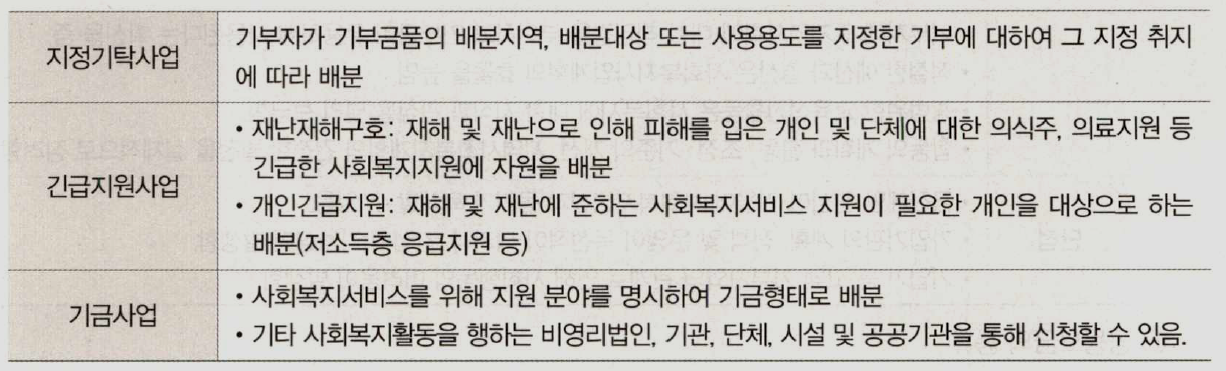 지정기탁사업
기부자가 기부금품의 배분지역, 배분대상 또는 사용용도를 지정한 기부에 대하여 그 지정 취지
에 따라 배분
긴급지원사업
• 재난재해구호: 재해 및 재난으로 인해 피해를 입은 개인 및 단체에 대한 의식주, 의료지원 등
긴급한 사회복지지원에 자원을 배분
• 개인긴급지원: 재해 및 재난에 준하는 사회복지서비스 지원이 필요한 개인을 대상으로 하는
배분(저소득층 응급지원 등)
기금사업
• 사회복지서비스를 위해 지원 분야를 명시하여 기금형태로 배분
• 기타 사회복지활동을 행하는 비영리법인, 기관, 단체, 시설 및 공공기관을 통해 신청할 수 있음.